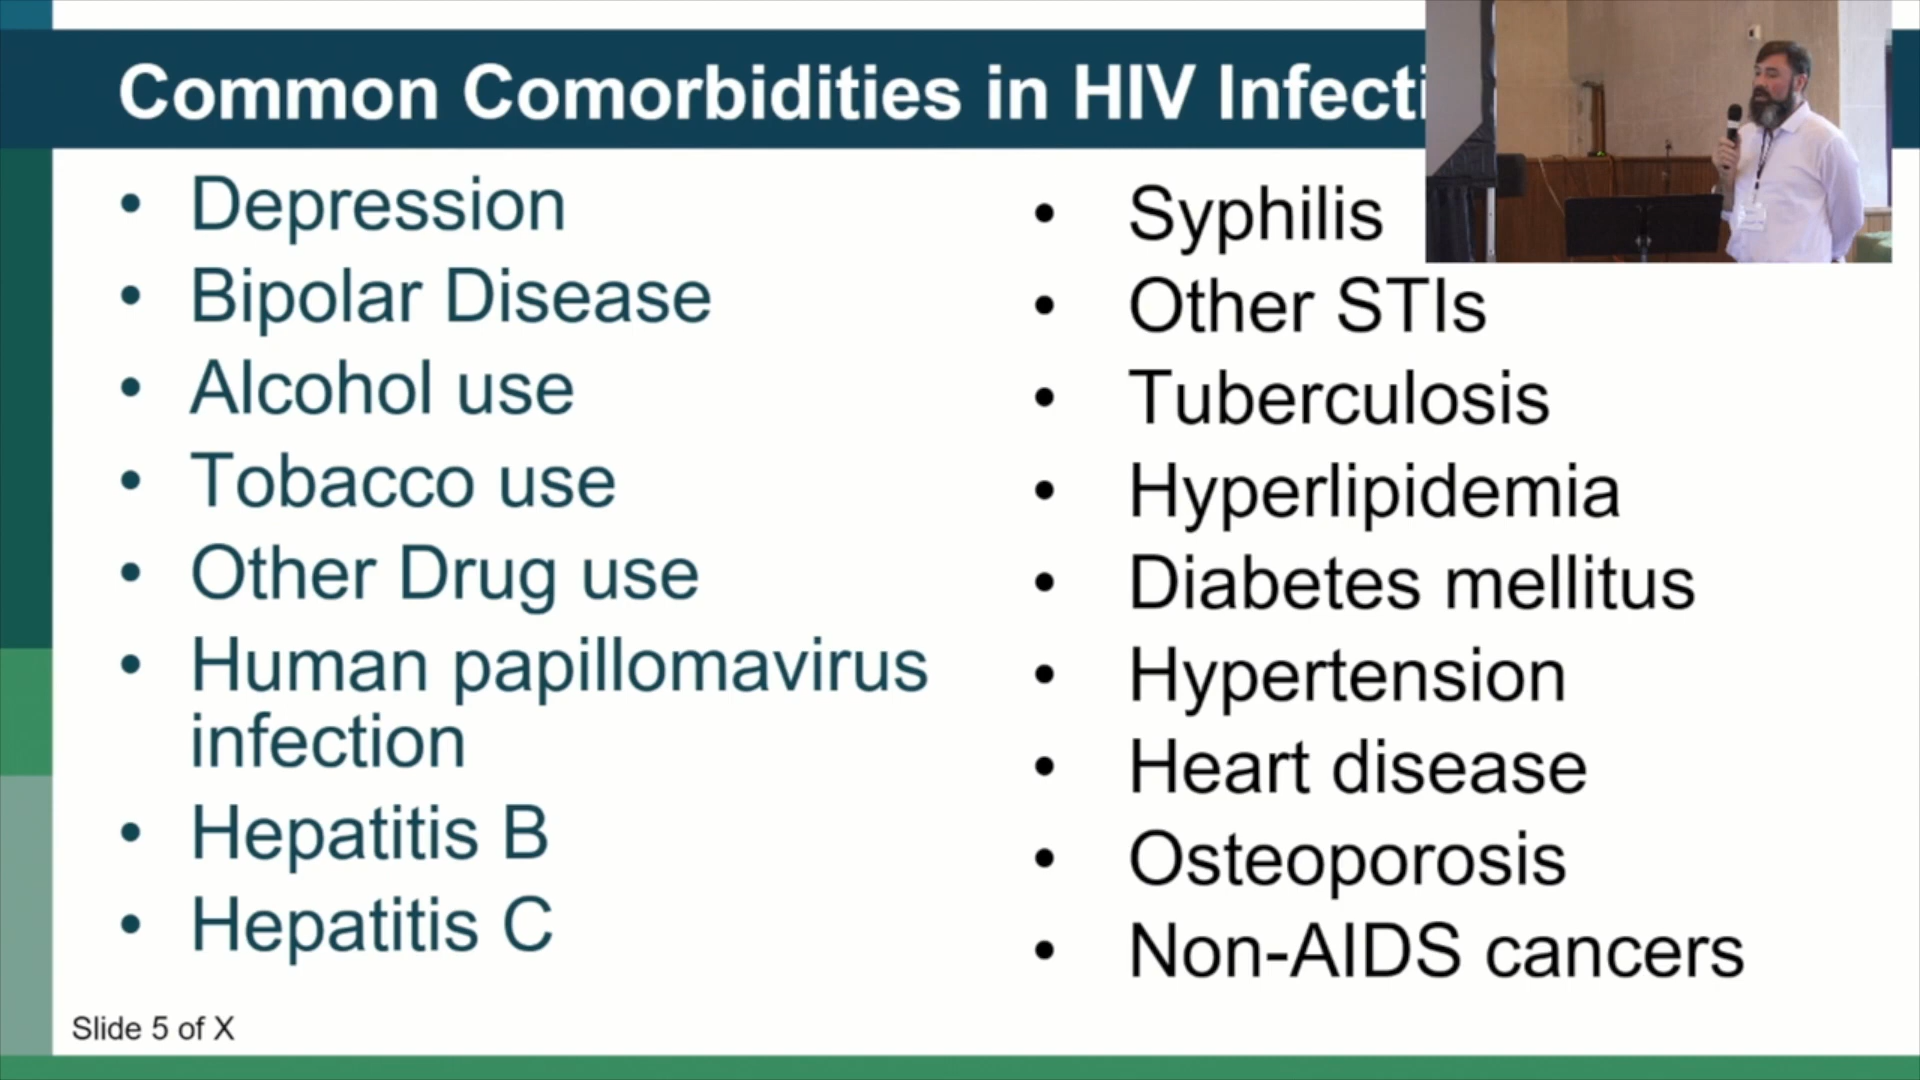 Common Comorbidities in HIV Infecti
• Depression
• Bipolar Disease
• Alcohol use
• Tobacco use
• Other Drug use
• Human papillomavirus
infection
• Hepatitis B
• Hepatitis C
• Syphilis
• Other STIs
• Tuberculosis
• Hyperlipidemia
• Diabetes mellitus
• Hypertension
• Heart disease
• Osteoporosis
• Non-AIDS cancers
Slide 5 of X